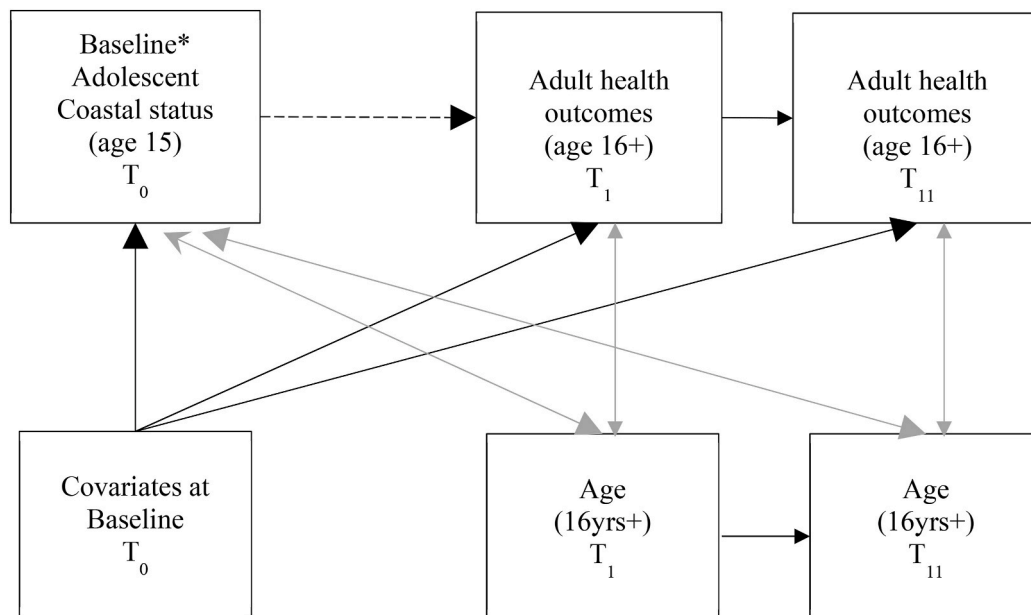 Baseline*
Adolescent
Coastal status
(age 15)
T₀
Adult health
outcomes
(age 16+)
T₁
Adult health
outcomes
(age 16+)
T₁₁
Covariates at
Baseline
T₀
Age
(16yrs+)
T₁
Age
(16yrs+)
T₁₁